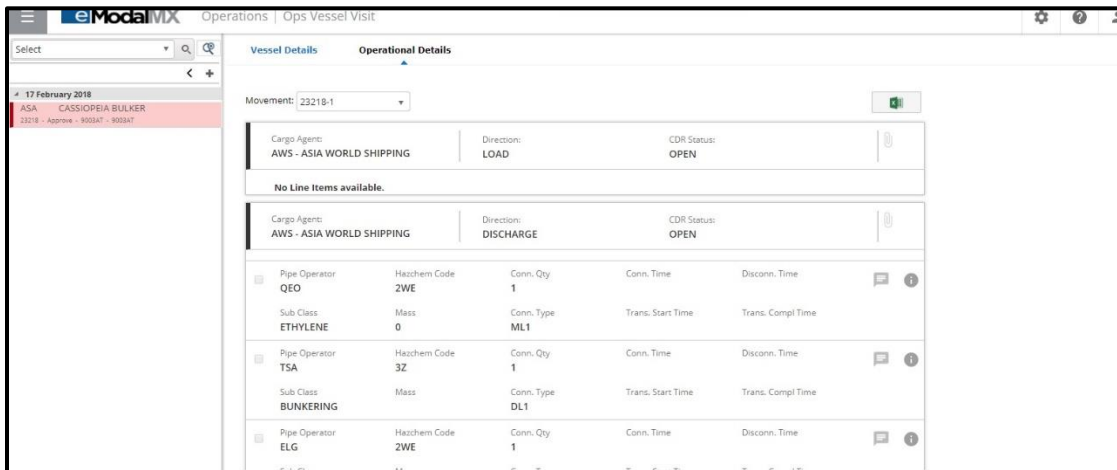 eModalMX Operations | Ops Vessel Visit
Select
Vessel Details Operational Details
17 February 2018
ASA CASSIOPEIA BULKER
23218 - Approve - 9003AT - 9003AT
Movement: 23218-1
Cargo Agent: Direction: CDR Status:
AWS - ASIA WORLD SHIPPING LOAD OPEN
No Line Items available.
Cargo Agent: Direction: CDR Status:
AWS - ASIA WORLD SHIPPING DISCHARGE OPEN
Pipe Operator Hazchem Code Conn. Qty Conn. Time Disconn. Time
QEO 2WE 1
Sub Class Mass Conn. Type Trans. Start Time Trans. Compl Time
ETHYLENE 0 ML1
Pipe Operator Hazchem Code Conn. Qty Conn. Time Disconn. Time
TSA 3Z 1
Sub Class Mass Conn. Type Trans. Start Time Trans. Compl Time
BUNKERING DL1
Pipe Operator Hazchem Code Conn. Qty Conn. Time Disconn. Time
ELG 2WE 1